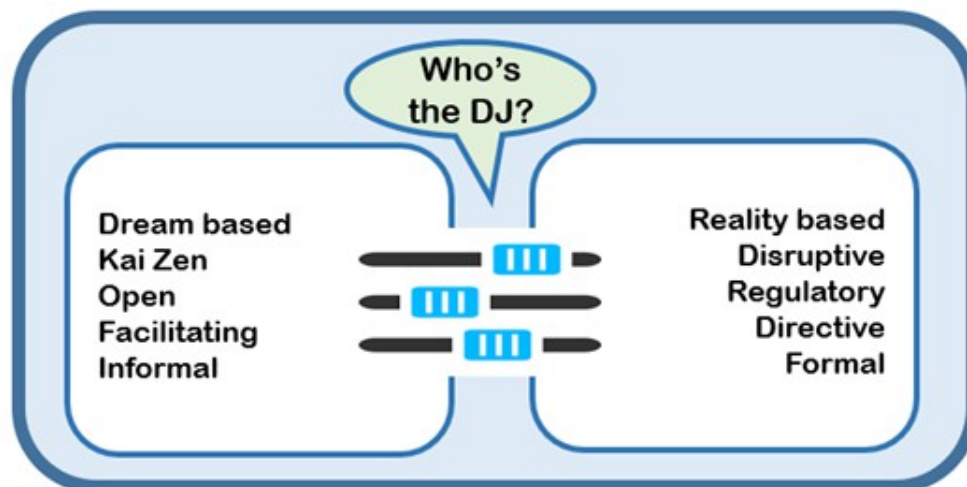 Who's
the DJ?
Dream based
Kai Zen
Open
Facilitating
Informal
Reality based
Disruptive
Regulatory
Directive
Formal